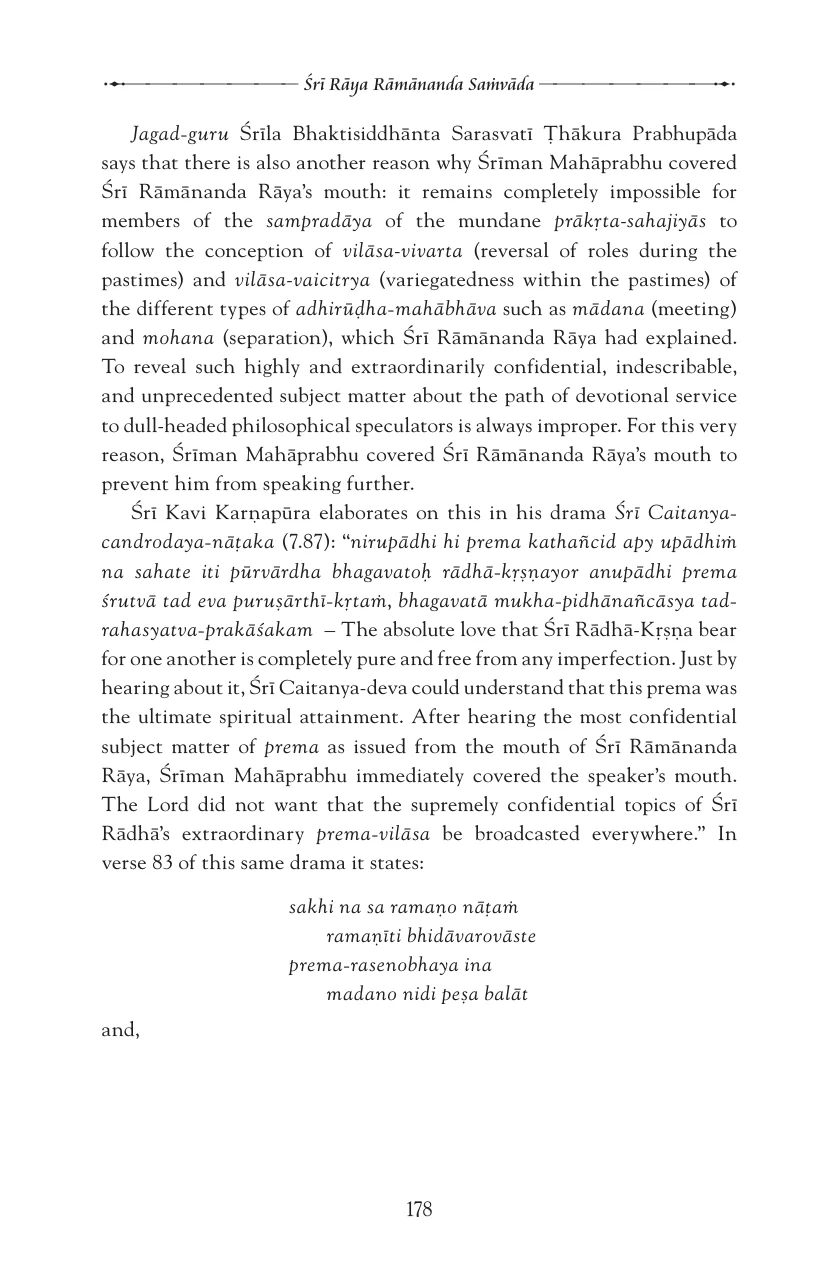 Śrī Rāya Rāmānanda Saṁvāda
Jagad-guru Śrīla Bhaktisiddhānta Sarasvatī Ṭhākura Prabhupāda
says that there is also another reason why Śrīman Mahāprabhu covered
Śrī Rāmānanda Rāya’s mouth: it remains completely impossible for
members of the sampradāya of the mundane prākṛta-sahajiyās to
follow the conception of vilāsa-vivarta (reversal of roles during the
pastimes) and vilāsa-vaicitrya (variegatedness within the pastimes) of
the different types of adhirūḍha-mahābhāva such as mādana (meeting)
and mohana (separation), which Śrī Rāmānanda Rāya had explained.
To reveal such highly and extraordinarily confidential, indescribable,
and unprecedented subject matter about the path of devotional service
to dull-headed philosophical speculators is always improper. For this very
reason, Śrīman Mahāprabhu covered Śrī Rāmānanda Rāya’s mouth to
prevent him from speaking further.
Śrī Kavi Karṇapūra elaborates on this in his drama Śrī Caitanya-
candrodaya-nāṭaka (7.87): “nirupādhi hi prema kathañcid apy upādhiṁ
na sahate iti pūrvārdha bhagavatoḥ rādhā-kṛṣṇayor anupādhi prema
śrutvā tad eva puruṣārthī-kṛtaṁ, bhagavatā mukha-pidhānañcāsya tad-
rahasyatva-prakāśakam – The absolute love that Śrī Rādhā-Kṛṣṇa bear
for one another is completely pure and free from any imperfection. Just by
hearing about it, Śrī Caitanya-deva could understand that this prema was
the ultimate spiritual attainment. After hearing the most confidential
subject matter of prema as issued from the mouth of Śrī Rāmānanda
Rāya, Śrīman Mahāprabhu immediately covered the speaker’s mouth.
The Lord did not want that the supremely confidential topics of Śrī
Rādhā’s extraordinary prema-vilāsa be broadcasted everywhere.” In
verse 83 of this same drama it states:
sakhi na sa ramaṇo nāṭaṁ
ramaṇīti bhidāvarovāste
prema-rasenobhaya ina
madano nidi peṣa balāt
and,
178